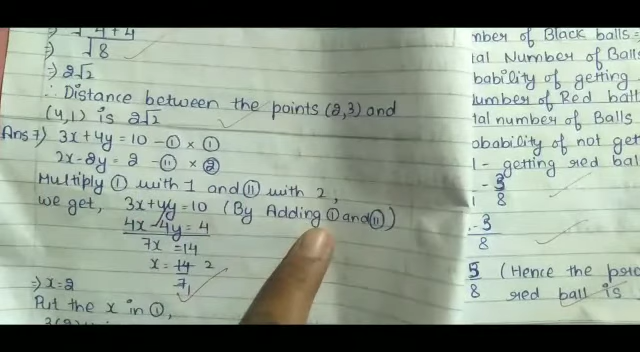 ⇒ √4+4
⇒ √8
⇒ 2√2
∴ Distance between the points (2,3) and
(4,1) is 2√2
Ans 7) 3x+4y=10 -① × ①
2x-2y= 2 -⑪ × ②
Multiply ① with 1 and ⑪ with 2,
we get, 3x+4y=10 (By Adding ① and ⑪)
4x-4y= 4
7x =14
x = 14 2
7 1
⇒ x=2
Put the x in ①,
mber of Black balls =
tal Number of Balls
bability of getting
umber of Red ball
tal number of Balls
obability of not get
1- getting red bal
1 - 3
8
- 3
8
5 (Hence the
8 red ball is